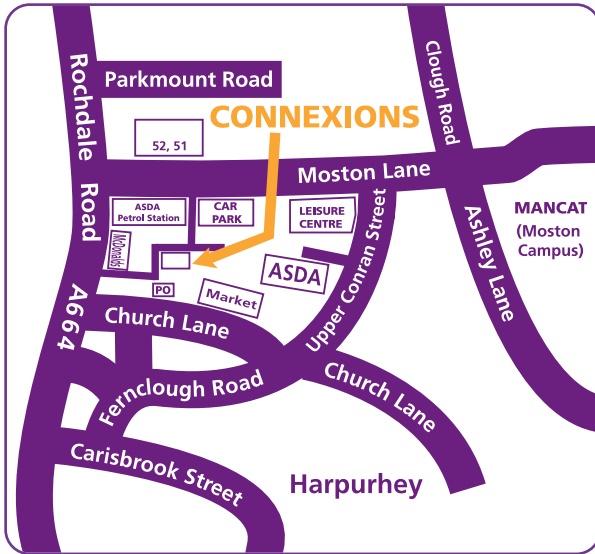 Rochdale Road
A664
Parkmount Road
Clough Road
CONNEXIONS
52, 51
Moston Lane
ASDA
Petrol Station
CAR
PARK
LEISURE
CENTRE
MANCAT
(Moston
Campus)
McDonalds
Upper Conran Street
Ashley Lane
ASDA
PO
Market
Church Lane
Church Lane
Fernclough Road
Carisbrook Street
Harpurhey